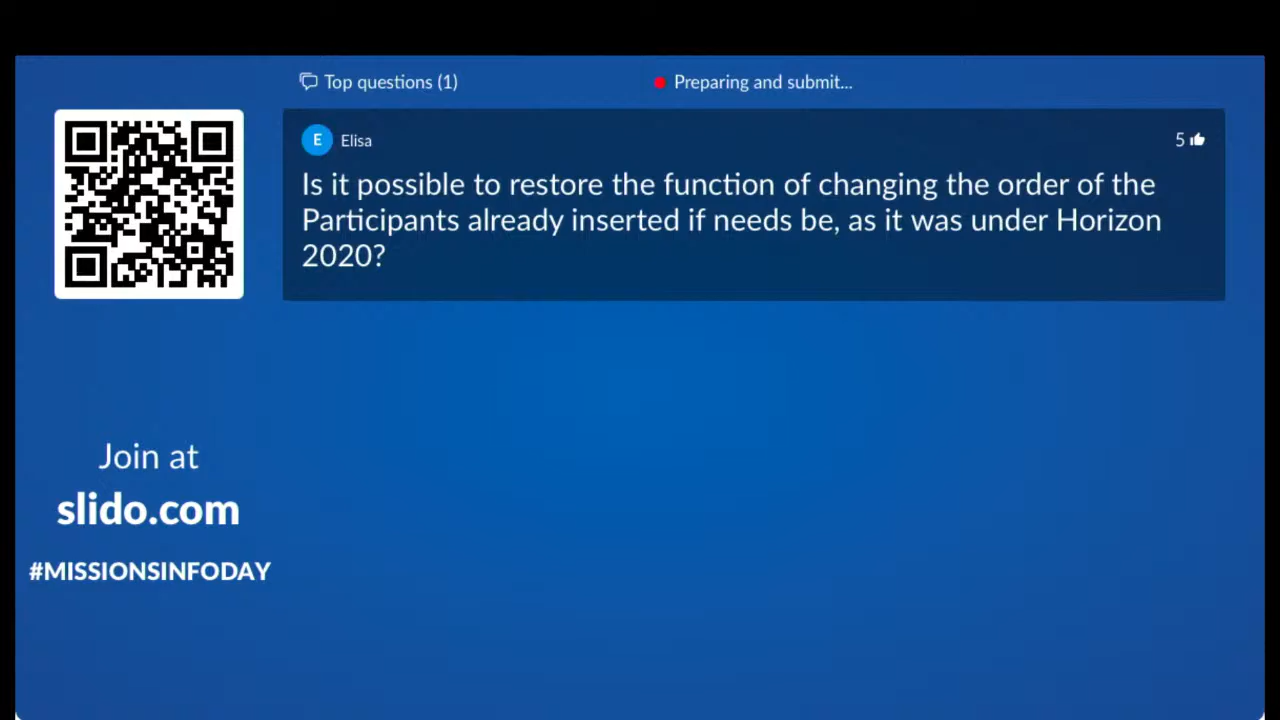 Top questions (1)
Preparing and submit...
E Elisa
5
Is it possible to restore the function of changing the order of the
Participants already inserted if needs be, as it was under Horizon
2020?
Join at
slido.com
#MISSIONSINFODAY